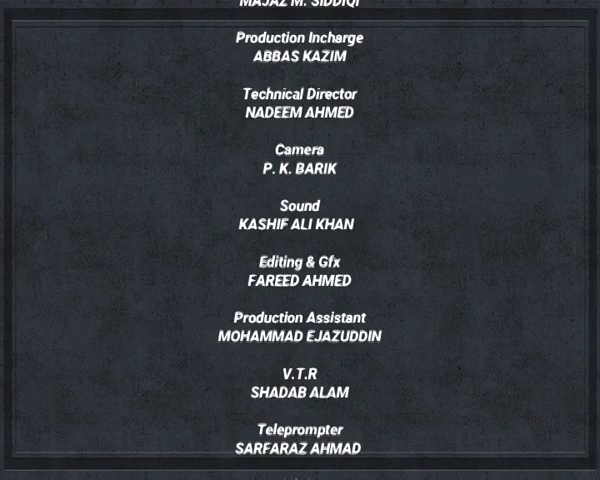 MAJAZ M. SIDDIQI
Production Incharge
ABBAS KAZIM
Technical Director
NADEEM AHMED
Camera
P. K. BARIK
Sound
KASHIF ALI KHAN
Editing & Gfx
FAREED AHMED
Production Assistant
MOHAMMAD EJAZUDDIN
V.T.R
SHADAB ALAM
Teleprompter
SARFARAZ AHMAD